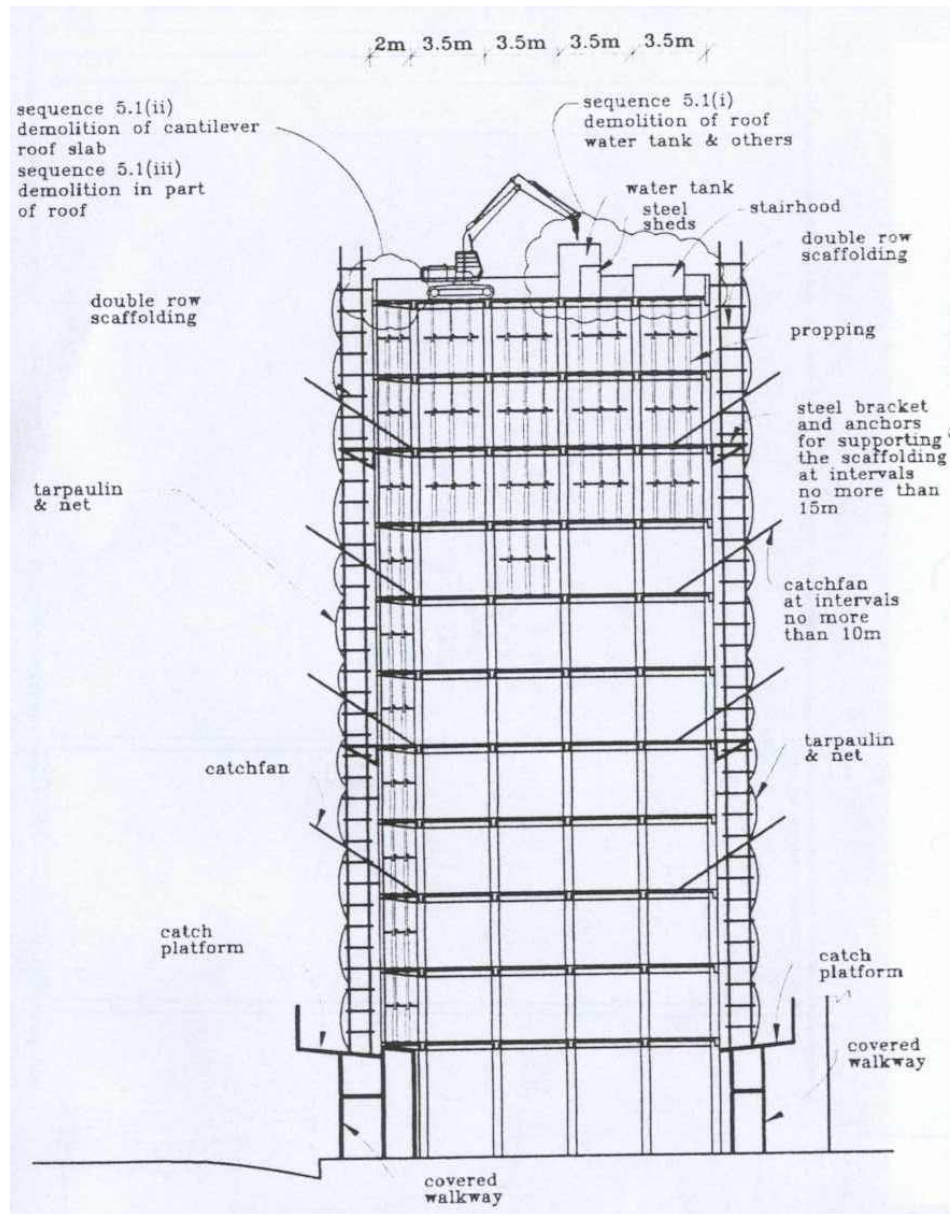 2m 3.5m 3.5m 3.5m 3.5m
sequence 5.1(ii)
demolition of cantilever
roof slab
sequence 5.1(iii)
demolition in part
of roof
sequence 5.1(i)
demolition of roof
water tank & others
water tank
steel
sheds
stairhood
double row
scaffolding
double row
scaffolding
propping
steel bracket
and anchors
for supporting
the scaffolding
at intervals
no more than
15m
tarpaulin
& net
catchfan
at intervals
no more
than 10m
tarpaulin
& net
catchfan
catch
platform
catch
platform
covered
walkway
covered
walkway